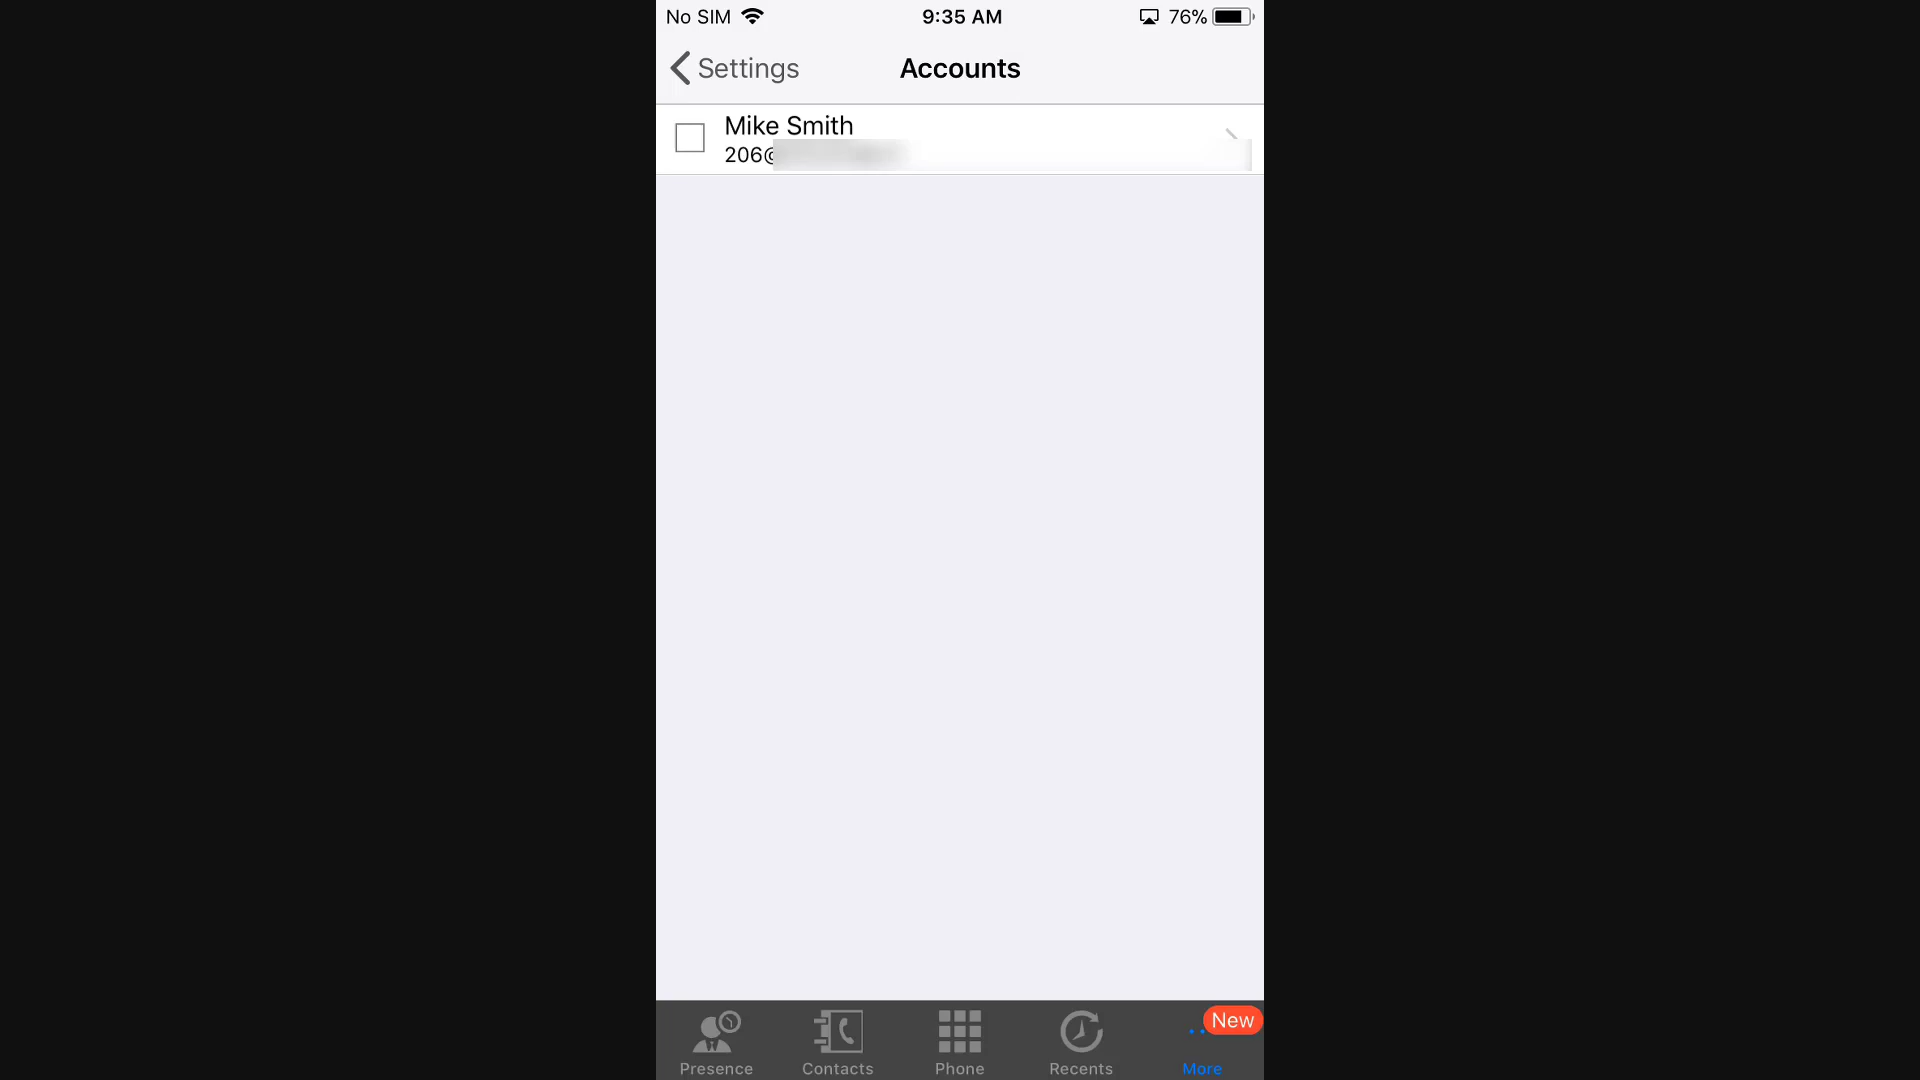 No SIM 9:35 AM 76%
Settings Accounts
Mike Smith
206@
New
Presence Contacts Phone Recents More